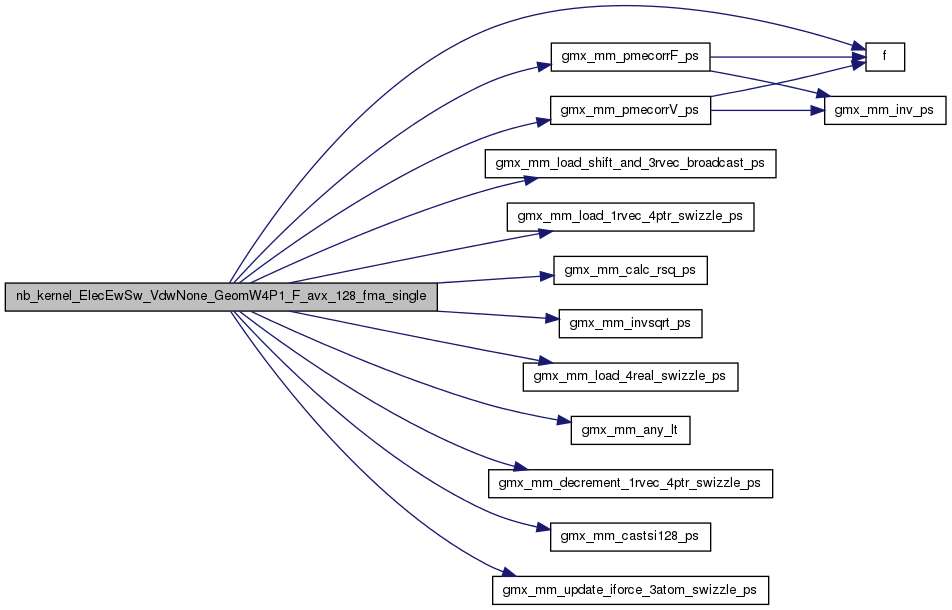 f
gmx_mm_pmecorrF_ps
gmx_mm_pmecorrV_ps
gmx_mm_inv_ps
gmx_mm_load_shift_and_3rvec_broadcast_ps
gmx_mm_load_1rvec_4ptr_swizzle_ps
gmx_mm_calc_rsq_ps
nb_kernel_ElecEwSw_VdwNone_GeomW4P1_F_avx_128_fma_single
gmx_mm_invsqrt_ps
gmx_mm_load_4real_swizzle_ps
gmx_mm_any_lt
gmx_mm_decrement_1rvec_4ptr_swizzle_ps
gmx_mm_castsi128_ps
gmx_mm_update_iforce_3atom_swizzle_ps